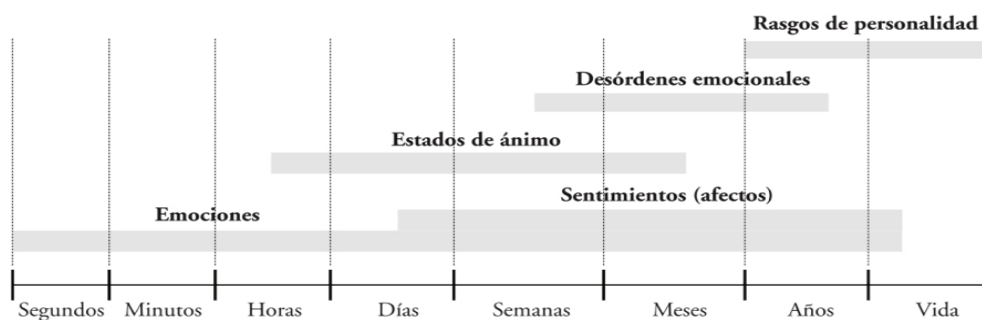 Rasgos de personalidad
Desórdenes emocionales
Estados de ánimo
Sentimientos (afectos)
Emociones
Segundos Minutos Horas Días Semanas Meses Años Vida